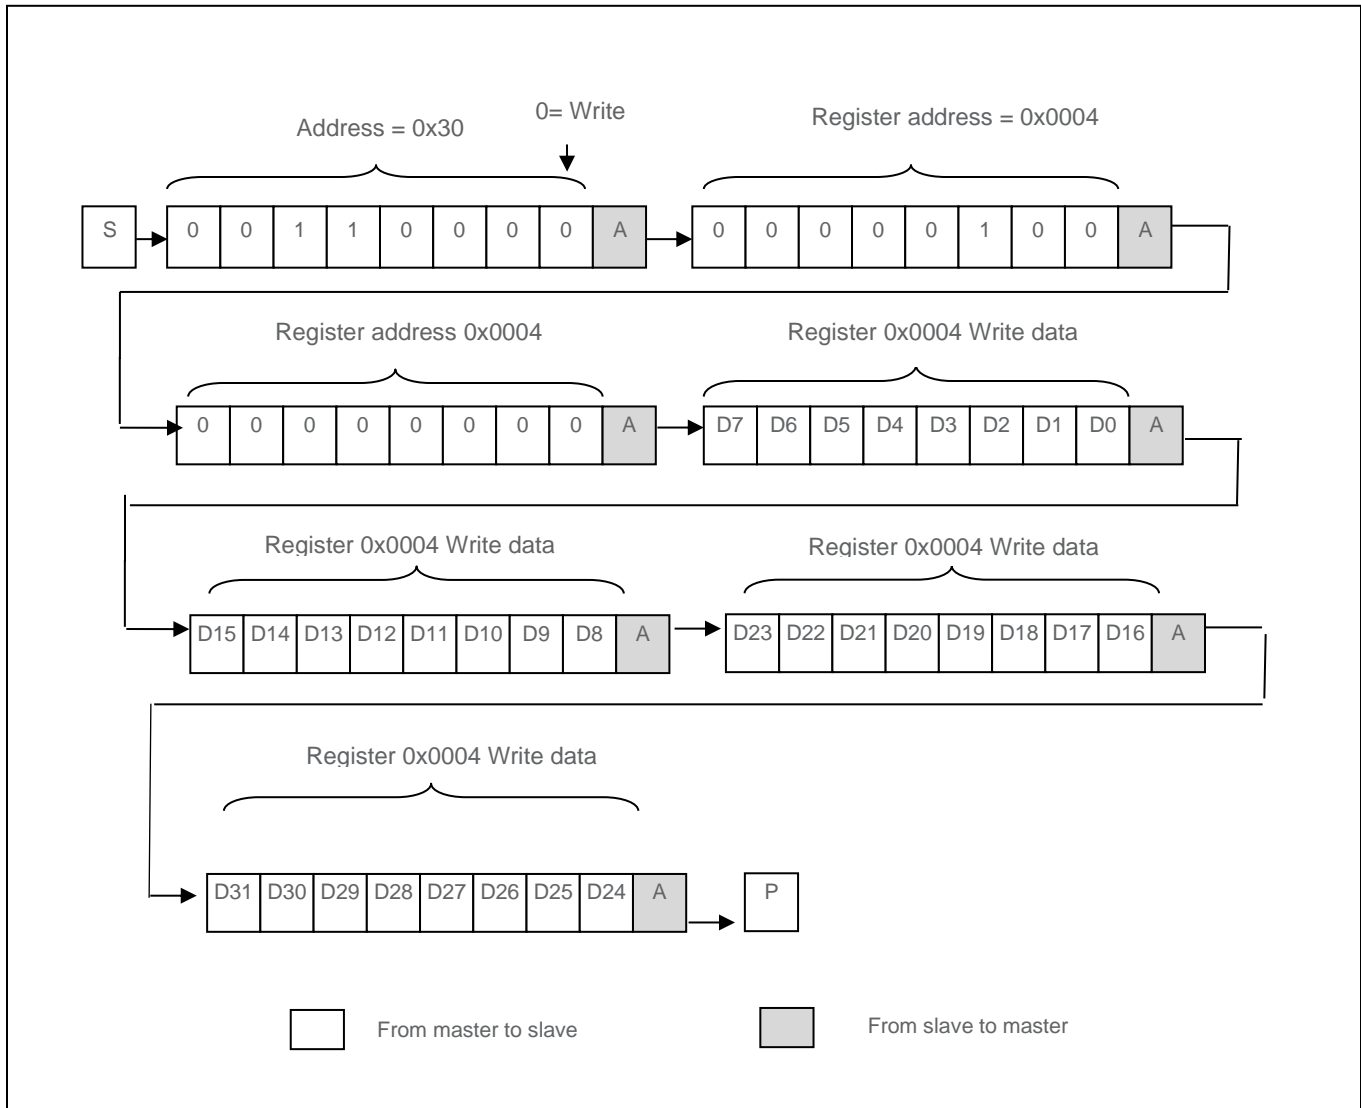 Address = 0x30
0= Write
Register address = 0x0004
S 0 0 1 1 0 0 0 0 A 0 0 0 0 0 1 0 0 A
Register address 0x0004
Register 0x0004 Write data
0 0 0 0 0 0 0 0 A D7 D6 D5 D4 D3 D2 D1 D0 A
Register 0x0004 Write data
Register 0x0004 Write data
D15 D14 D13 D12 D11 D10 D9 D8 A D23 D22 D21 D20 D19 D18 D17 D16 A
Register 0x0004 Write data
D31 D30 D29 D28 D27 D26 D25 D24 A P
From master to slave
From slave to master